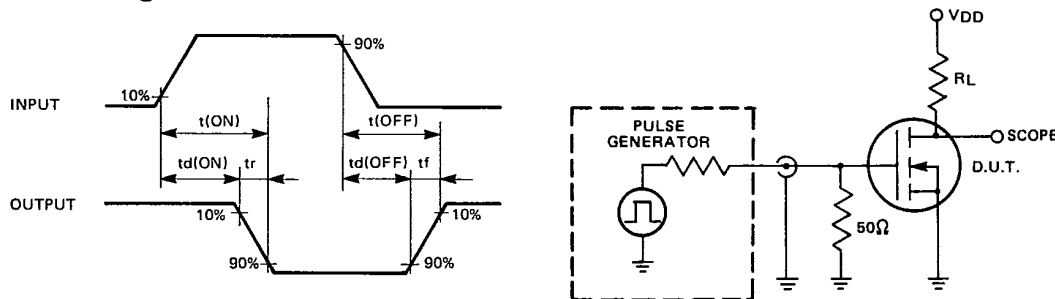 INPUT
10%
90%
t(ON)
t(OFF)
td(ON)
tr
td(OFF)
tf
OUTPUT
10%
90%
90%
10%
PULSE
GENERATOR
50Ω
VDD
RL
SCOPE
D.U.T.